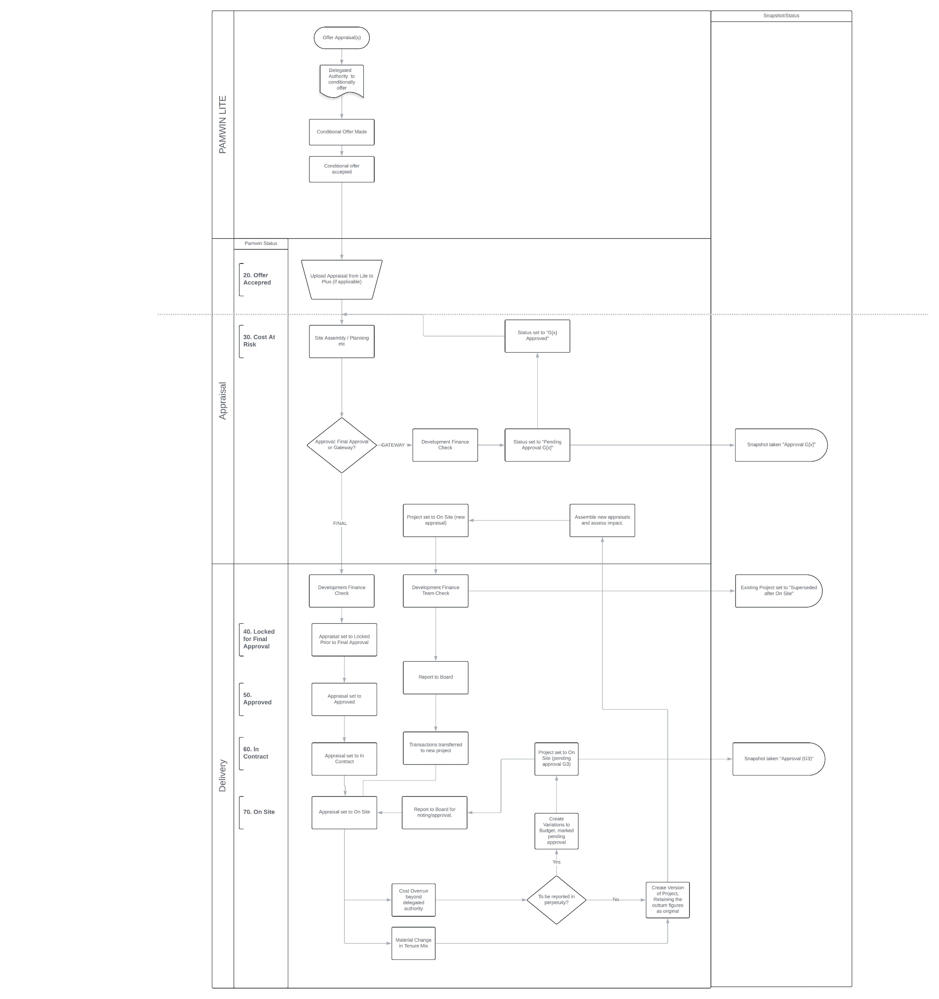 Snapshot/Status
PAMWIN LITE
Offer Appraisal(s)
Delegated
Authority to
conditionally
offer
Conditional Offer Made
Conditional offer
accepted
Appraisal
Pamwin Status
20. Offer
Accepred
Upload Appraisal from Lite to
Plus (if applicable)
30. Cost At
Risk
Site Assembly / Planning
etc
Status set to "G[x}
Approved"
Approval: Final Approval
or Gateway?
GATEWAY
Development Finance
Check
Status set to "Pending
Approval G[x]"
Snapshot taken "Approval G[x]"
FINAL
Project set to On Site (new
appraisal)
Assemble new appraisals
and assess impact.
Delivery
Development Finance
Check
Development Finance
Team Check
Existing Project set to "Superseded
after On Site"
40. Locked
for Final
Approval
Appraisal set to Locked
Prior to Final Approval
Report to Board
50.
Approved
Appraisal set to
Approved
60. In
Contract
Appraisal set to In
Contract
Transactions transferred
to new project
Project set to On
Site (pending
approval G3)
Snapshot taken "Approval (G3)"
70. On Site
Appraisal set to On Site
Report to Board for
noting/approval.
Create
Variations to
Budget, marked
pending
approval
Yes
Cost Overrun
beyond
delegated
authority
To be reported in
perpetuity?
No
Create Version
of Project,
Retaining the
outturn figures
as original
Material Change
in Tenure Mix